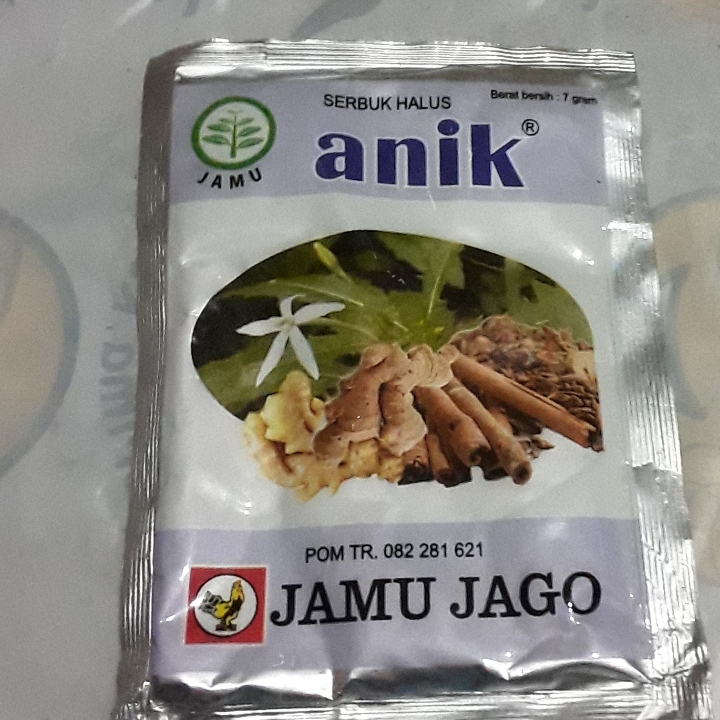 SERBUK HALUS
Berat bersih : 7 gram
anik®
JAMU
POM TR. 082 281 621
JAMU JAGO